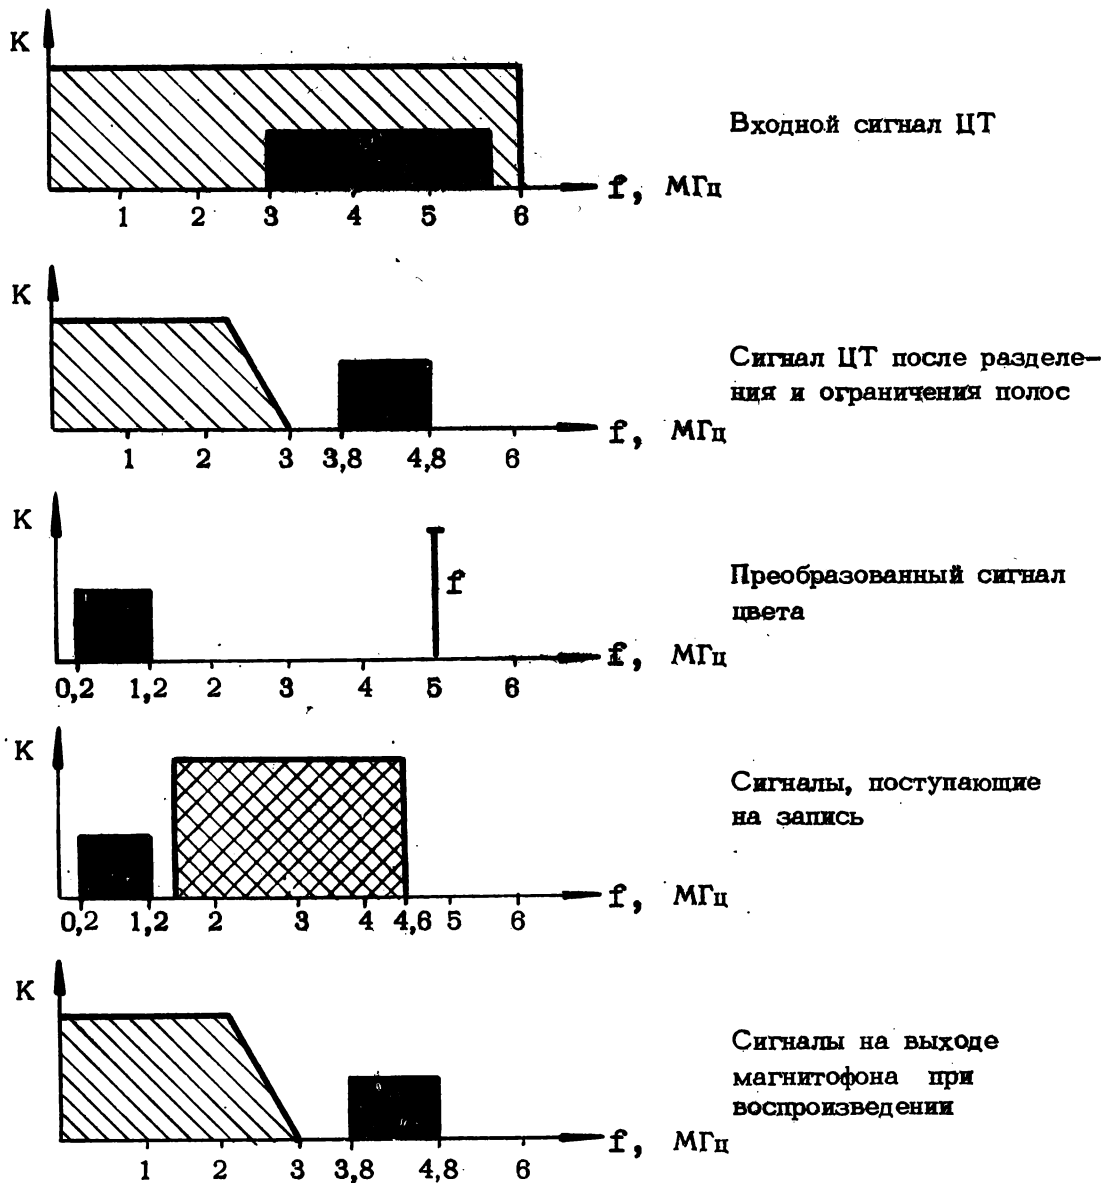 K
Входной сигнал ЦТ
f, МГц
1 2 3 4 5 6
K
Сигнал ЦТ после разделе-
ния и ограничения полос
f, МГц
1 2 3 3,8 4,8 6
K
f
Преобразованный сигнал
цвета
f, МГц
0,2 1,2 2 3 4 5 6
K
Сигналы, поступающие
на запись
f, МГц
0,2 1,2 2 3 4 4,6 5 6
K
Сигналы на выходе
магнитофона при
воспроизведении
f, МГц
1 2 3 3,8 4,8 6